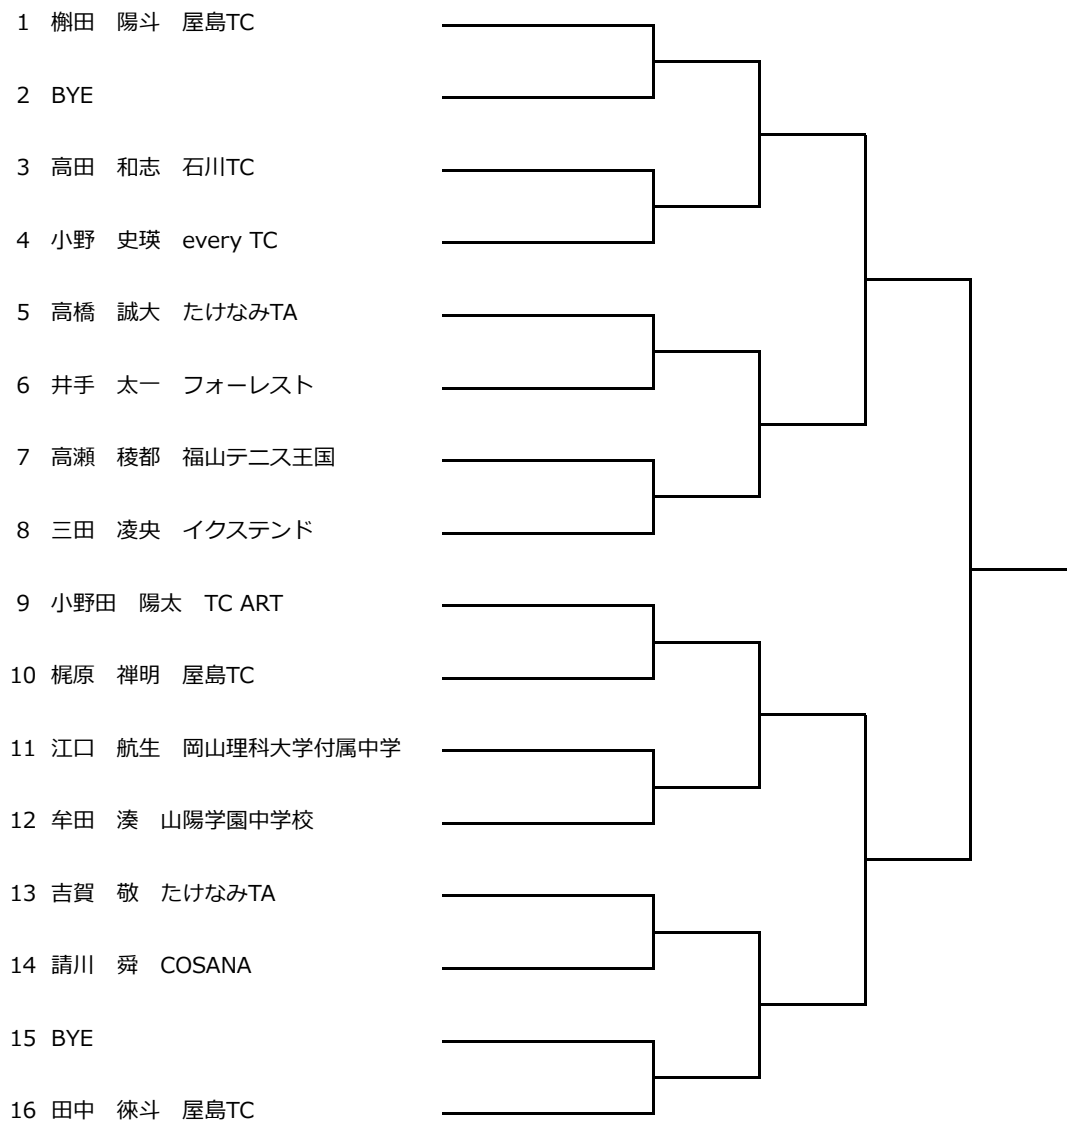 1 槲田 陽斗 屋島TC
2 BYE
3 高田 和志 石川TC
4 小野 史瑛 every TC
5 高橋 誠大 たけなみTA
6 井手 太一 フォーレスト
7 高瀬 稜都 福山テニス王国
8 三田 凌央 イクステンド
9 小野田 陽太 TC ART
10 梶原 禅明 屋島TC
11 江口 航生 岡山理科大学付属中学
12 牟田 湊 山陽学園中学校
13 吉賀 敬 たけなみTA
14 請川 舜 COSANA
15 BYE
16 田中 徠斗 屋島TC